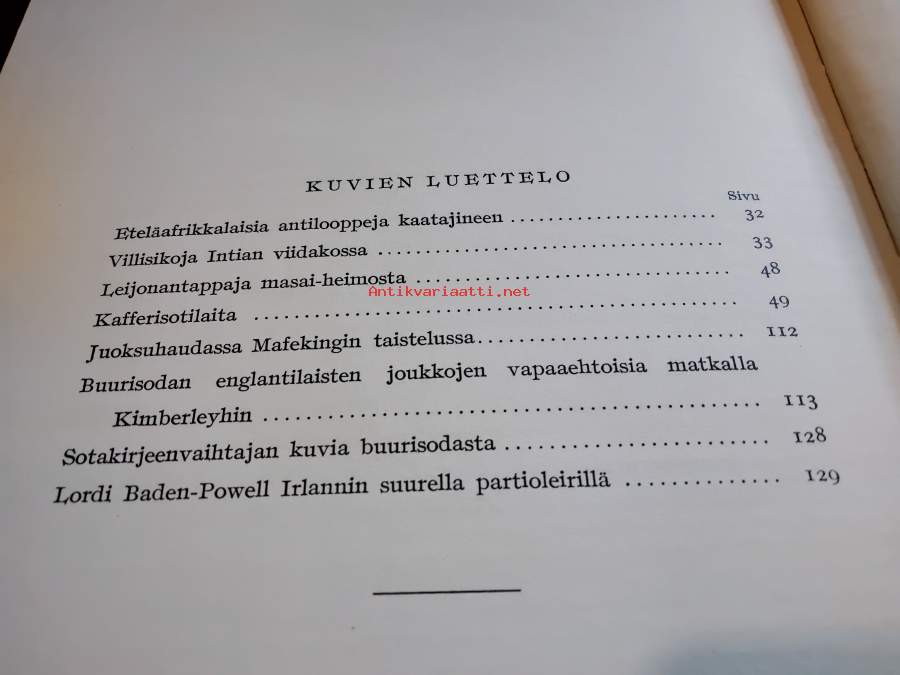 KUVIEN LUETTELO
Sivu
Eteläafrikkalaisia antilooppeja kaatajineen ...................... 32
Villisikoja Intian viidakossa ................................ 33
Leijonantappaja masai-heimosta ............................. 48
Antikvariaatti.net
Kafferisotilaita ............................................. 49
Juoksuhaudassa Mafekingin taistelussa......................... 112
Buurisodan englantilaisten joukkojen vapaaehtoisia matkalla
Kimberleyhin .............................................. 113
Sotakirjeenvaihtajan kuvia buurisodasta ......................... 128
Lordi Baden-Powell Irlannin suurella partioleirillä ............... 129